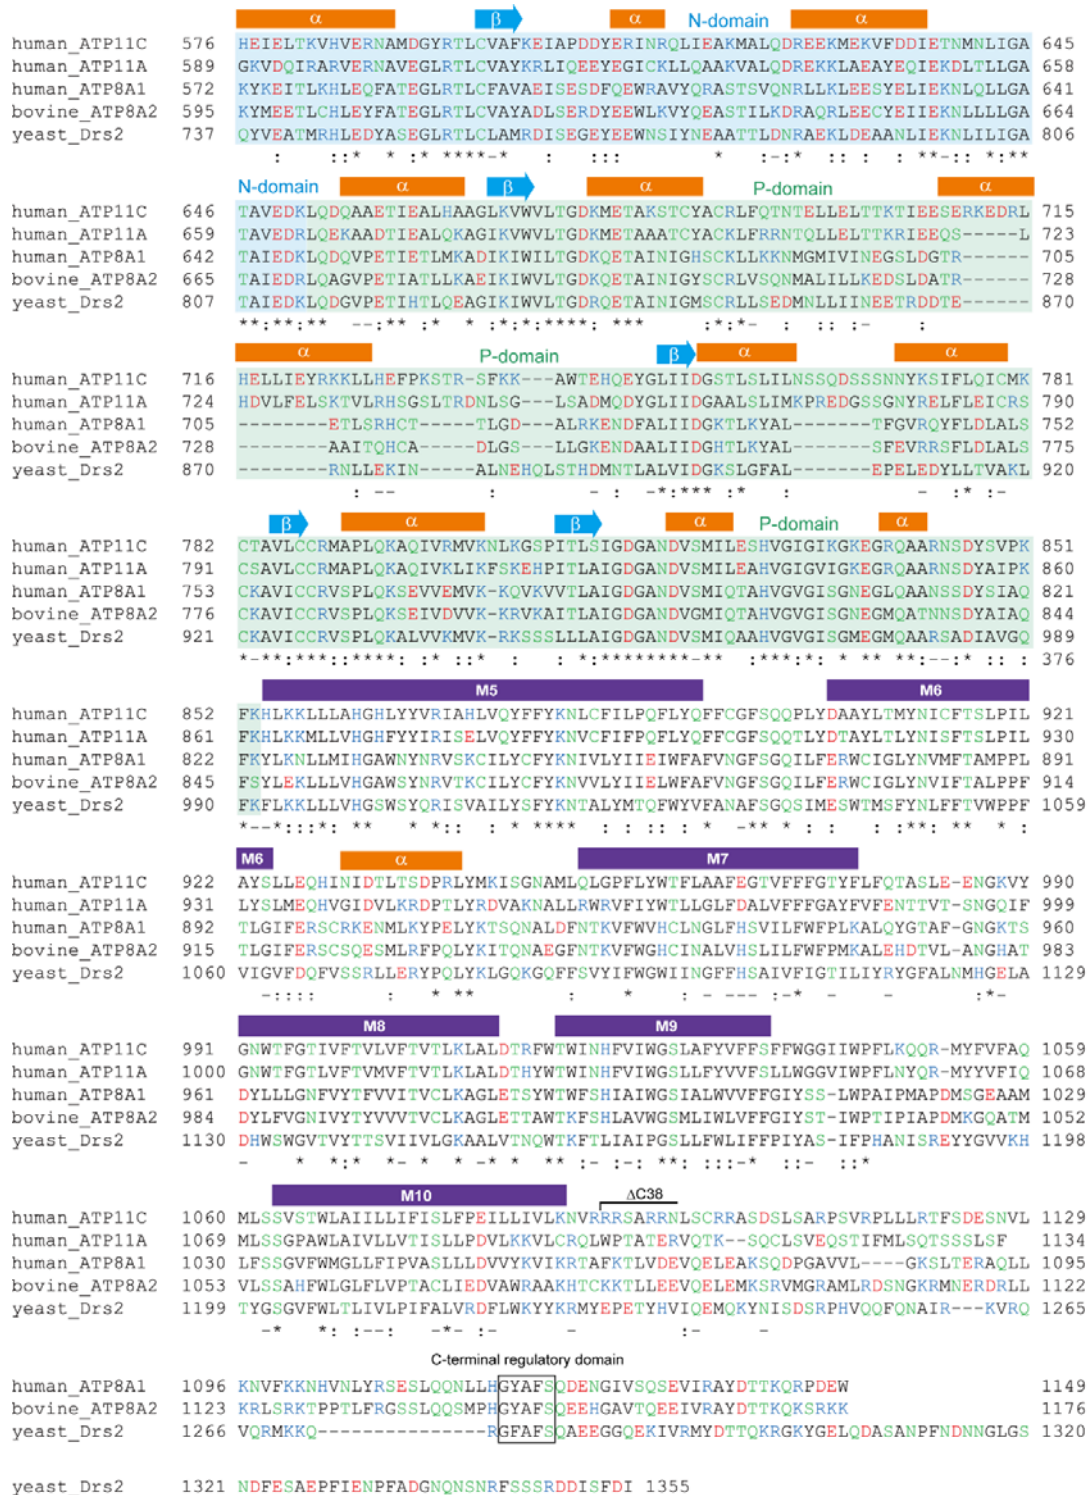 α β α N-domain α
human_ATP11C 576 HEIELTKVHVERNAMDGYRTLCVAFKEIAPDDYERINRQLIEAKMALQDREEKMEKVFDDIETNMNLIGA 645
human_ATP11A 589 GKVDQIRARVERNAVEGLRTLCVAYKRLIQEEYEGICKLLQAAKVALQDREKKLAEAYEQIEKDLTLLGA 658
human_ATP8A1 572 KYKEITLKHLEQFATEGLRTLCFAVAEISESDFQEWRAVYQRASTSVQNRLLKLEESYELIEKNLQLLGA 641
bovine_ATP8A2 595 KYMEETLCHLEYFATEGLRTLCVAYADLSERDYEEWLKVYQEASTILKDRAQRLEECYEIIEKNLLLLGA 664
yeast_Drs2 737 QYVEATMRHLEDYASEGLRTLCLAMRDISEGEYEEWNSIYNEAATTLDNRAEKLDEAANLIEKNLILIGA 806
N-domain α β α P-domain α
human_ATP11C 646 TAVEDKLQDQAAETIEALHAAGLKVWVLTGDKMETAKSTCYACRLFQTNTELLELTTKTIEESERKEDRL 715
human_ATP11A 659 TAVEDRLQEKAADTIEALQKAGIKVWVLTGDKMETAAATCYACKLFRRNTQLLELTTKRIEEQS-----L 723
human_ATP8A1 642 TAIEDKLQDQVPETIETLMKADIKIWILTGDKQETAINIGHSCKLLKKNMGMIVINEGSLDGTR------ 705
bovine_ATP8A2 665 TAIEDRLQAGVPETIATLLKAEIKIWVLTGDKQETAINIGYSCRLVSQNMALILLKEDSLDATR------ 728
yeast_Drs2 807 TAIEDKLQDGVPETIHTLQEAGIKIWVLTGDRQETAINIGMSCRLLSEDMNLLIINEETRDDTE------ 870
α P-domain β α α
human_ATP11C 716 HELLIEYRKKLLHEFPKSTR-SFKK---AWTEHQEYGLIIDGSTLSLILNSSQDSSSNNYKSIFLQICMK 781
human_ATP11A 724 HDVLFELSKTVLRHSGSLTRDNLSG---LSADMQDYGLIIDGAALSLIMKPREDGSSGNYRELFLEICRS 790
human_ATP8A1 705 --------ETLSRHCT-----TLGD---ALRKENDFALIIDGKTLKYAL-------TFGVRQYFLDLALS 752
bovine_ATP8A2 728 --------AAITQHCA-----DLGS---LLGKENDAALIIDGHTLKYAL-------SFEVRRSFLDLALS 775
yeast_Drs2 870 --------RNLLEKIN-----ALNEHQLSTHDMNTLALVIDGKSLGFAL-------EPELEDYLLTVAKL 920
β α β α P-domain α
human_ATP11C 782 CTAVLCCRMAPLQKAQIVRMVKNLKGSPITLSIGDGANDVSMILESHVGIGIKGKEGRQAARNSDYSVPK 851
human_ATP11A 791 CSAVLCCRMAPLQKAQIVKLIKFSKEHPITLAIGDGANDVSMILEAHVGIGVIGKEGRQAARNSDYAIPK 860
human_ATP8A1 753 CKAVICCRVSPLQKSEVVEMVK-KQVKVVTLAIGDGANDVSMIQTAHVGVGISGNEGLQAANSSDYSIAQ 821
bovine_ATP8A2 776 CKAVICCRVSPLQKSEIVDVVK-KRVKAITLAIGDGANDVGMIQTAHVGVGISGNEGMQATNNSDYAIAQ 844
yeast_Drs2 921 CKAVICCRVSPLQKALVVKMVK-RKSSSLLLAIGDGANDVSMIQAAHVGVGISGMEGMQAARSADIAVGQ 989
376
M5 M6
human_ATP11C 852 FKHLKKLLLAHGHLYYVRIAHLVQYFFYKNLCFILPQFLYQFFCGFSQQPLYDAAYLTMYNICFTSLPIL 921
human_ATP11A 861 FKHLKKMLLVHGHFYYIRISELVQYFFYKNVCFIFPQFLYQFFCGFSQQTLYDTAYLTLYNISFTSLPIL 930
human_ATP8A1 822 FKYLKNLLMIHGAWNYNRVSKCILYCFYKNIVLYIIEIWFAFVNGFSGQILFERWCIGLYNVMFTAMPPL 891
bovine_ATP8A2 845 FSYLEKLLLVHGAWSYNRVTKCILYCFYKNVVLYIIELWFAFVNGFSGQILFERWCIGLYNVIFTALPPF 914
yeast_Drs2 990 FKFLKKLLLVHGSWSYQRISVAILYSFYKNTALYMTQFWYVFANAFSGQSIMESWTMSFYNLFFTVWPPF 1059
M6 α M7
human_ATP11C 922 AYSLLEQHINIDTLTSDPRLYMKISGNAMLQLGPFLYWTFLAAFEGTVFFFGTYFLFQTASLE-ENGKVY 990
human_ATP11A 931 LYSLMEQHVGIDVLKRDPTLYRDVAKNALLRWRVFIYWTLLGLFDALVFFFGAYFVFENTTVT-SNGQIF 999
human_ATP8A1 892 TLGIFERSCRKENMLKYPELYKTSQNALDFNTKVFWVHCLNGLFHSVILFWFPLKALQYGTAF-GNGKTS 960
bovine_ATP8A2 915 TLGIFERSCSQESMLRFPQLYKITQNAEGFNTKVFWGHCINALVHSLILFWFPMKALEHDTVL-ANGHAT 983
yeast_Drs2 1060 VIGVFDQFVSSRLLERYPQLYKLGQKGQFFSVYIFWGWIINGFFHSAIVFIGTILIYRYGFALNMHGELA 1129
M8 M9
human_ATP11C 991 GNWTFGTIVFTVLVFTVTLKLALDTRFWTWINHFVIWGSLAFYVFFSFFWGGIIWPFLKQQR-MYFVFAQ 1059
human_ATP11A 1000 GNWTFGTLVFTVMVFTVTLKLALDTHYWTWINHFVIWGSLLFYVVFSLLWGGVIWPFLNYQR-MYYVFIQ 1068
human_ATP8A1 961 DYLLLGNFVYTFVVITVCLKAGLETSYWTWFSHIAIWGSIALWVVFFGIYSS-LWPAIPMAPDMSGEAAM 1029
bovine_ATP8A2 984 DYLFVGNIVYTYVVVTVCLKAGLETTAWTKFSHLAVWGSMLIWLVFFGIYST-IWPTIPIAPDMKGQATM 1052
yeast_Drs2 1130 DHWSWGVTVYTTSVIIVLGKAALVTNQWTKFTLIAIPGSLLFWLIFFPIYAS-IFPHANISREYYGVVKH 1198
M10 ΔC38
human_ATP11C 1060 MLSSVSTWLAIILLIFISLFPEILLIVLKNVRRRSARRNLSCRRASDSLSARPSVRPLLLRTFSDESNVL 1129
human_ATP11A 1069 MLSSGPAWLAIVLLVTISLLPDVLKKVLCRQLWPTATERVQTK--SQCLSVEQSTIFMLSQTSSSLSF 1134
human_ATP8A1 1030 LFSSGVFWMGLLFIPVASLLLDVVYKVIKRTAFKTLVDEVQELEAKSQDPGAVVL----GKSLTERAQLL 1095
bovine_ATP8A2 1053 VLSSAHFWLGLFLVPTACLIEDVAWRAAKHTCKKTLLEEVQELEMKSRVMGRAMLRDSNGKRMNERDRLL 1122
yeast_Drs2 1199 TYGSGVFWLTLIVLPIFALVRDFLWKYYKRMYEPETYHVIQEMQKYNISDSRPHVQQFQNAIR---KVRQ 1265
C-terminal regulatory domain
human_ATP8A1 1096 KNVFKKNHVNLYRSESLQQNLLHGYAFSQDENGIVSQSEVIRAYDTTKQRPDEW 1149
bovine_ATP8A2 1123 KRLSRKTPPTLFRGSSLQQSMPHGYAFSQEEHGAVTQEEIVRAYDTTKQKSRKK 1176
yeast_Drs2 1266 VQRMKKQ----------------RGFAFSQAEEGGQEKIVRMYDTTQKRGKYGELQDASANPFNDNNGLGS 1320
yeast_Drs2 1321 NDFESAEPFIENPFADGNQNSNRFSSSRDDISFDI 1355